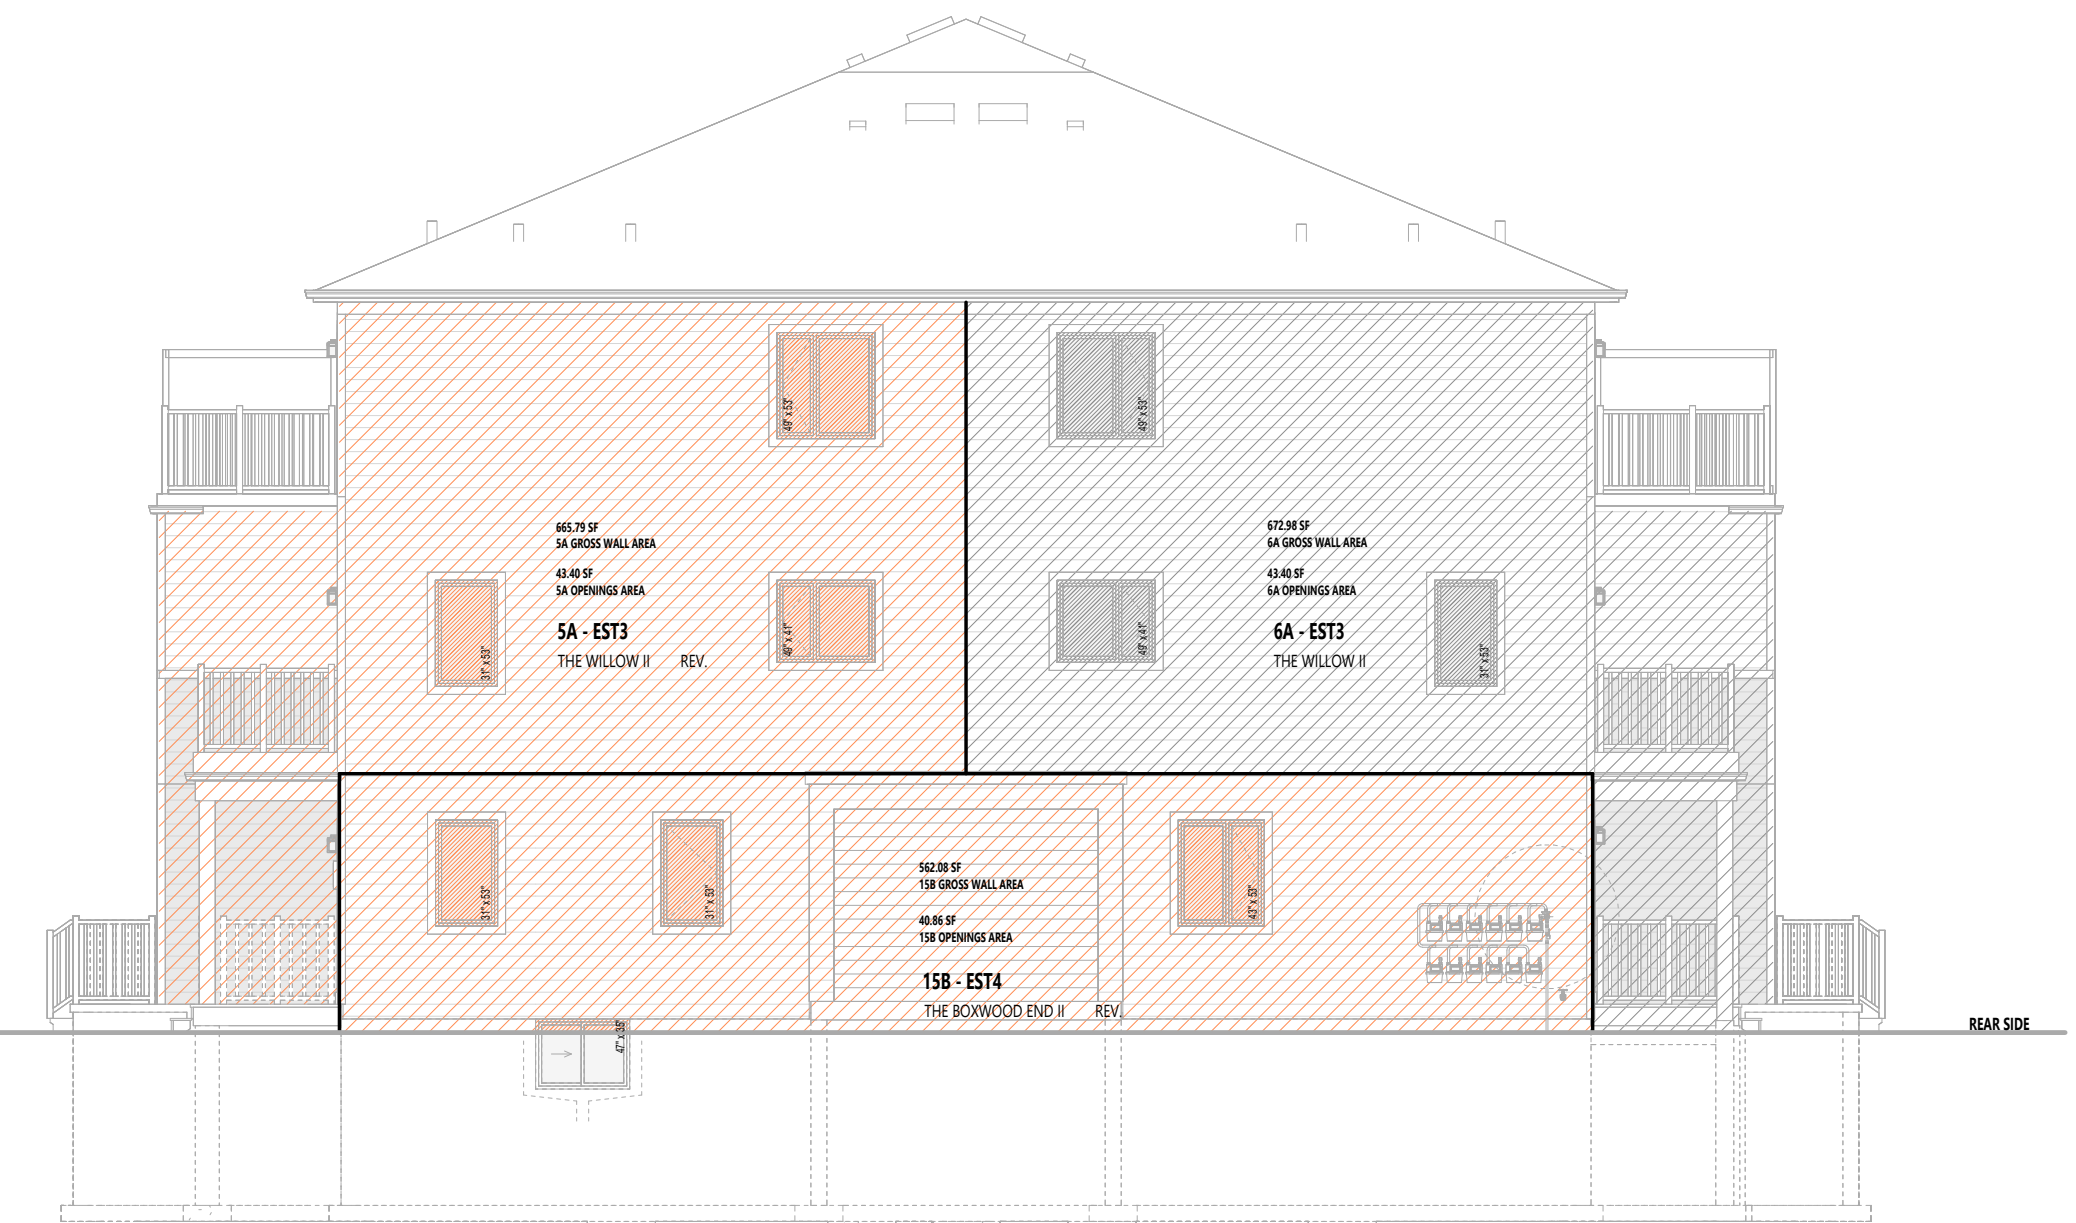 49" x 53"
49" x 53"
665.79 SF
5A GROSS WALL AREA
43.40 SF
5A OPENINGS AREA
5A - EST3
THE WILLOW II REV.
31" x 53"
49" x 41"
672.98 SF
6A GROSS WALL AREA
43.40 SF
6A OPENINGS AREA
6A - EST3
THE WILLOW II
49" x 41"
31" x 53"
31" x 53"
31" x 53"
562.08 SF
15B GROSS WALL AREA
40.86 SF
15B OPENINGS AREA
15B - EST4
THE BOXWOOD END II REV.
43" x 53"
47" x 35"
REAR SIDE